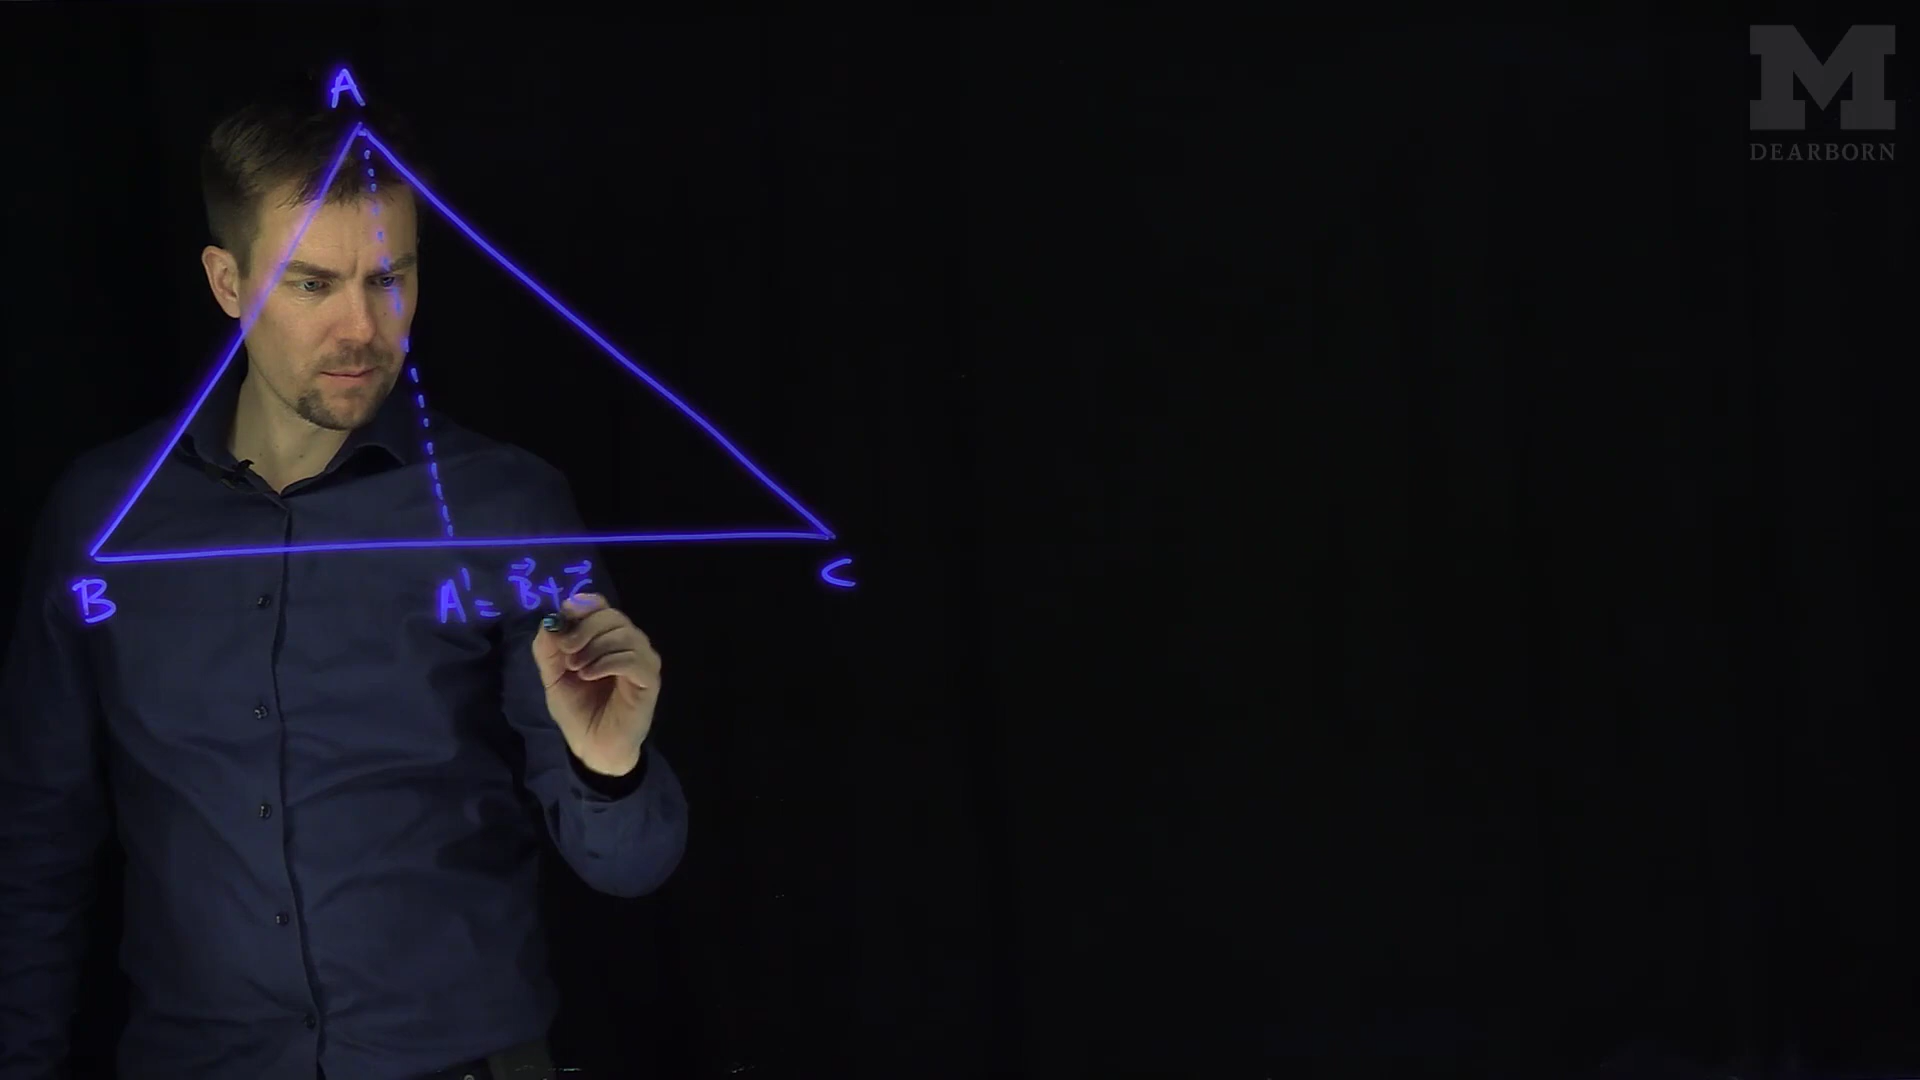 M
DEARBORN
A
B
C
A' = B⃗ + C⃗